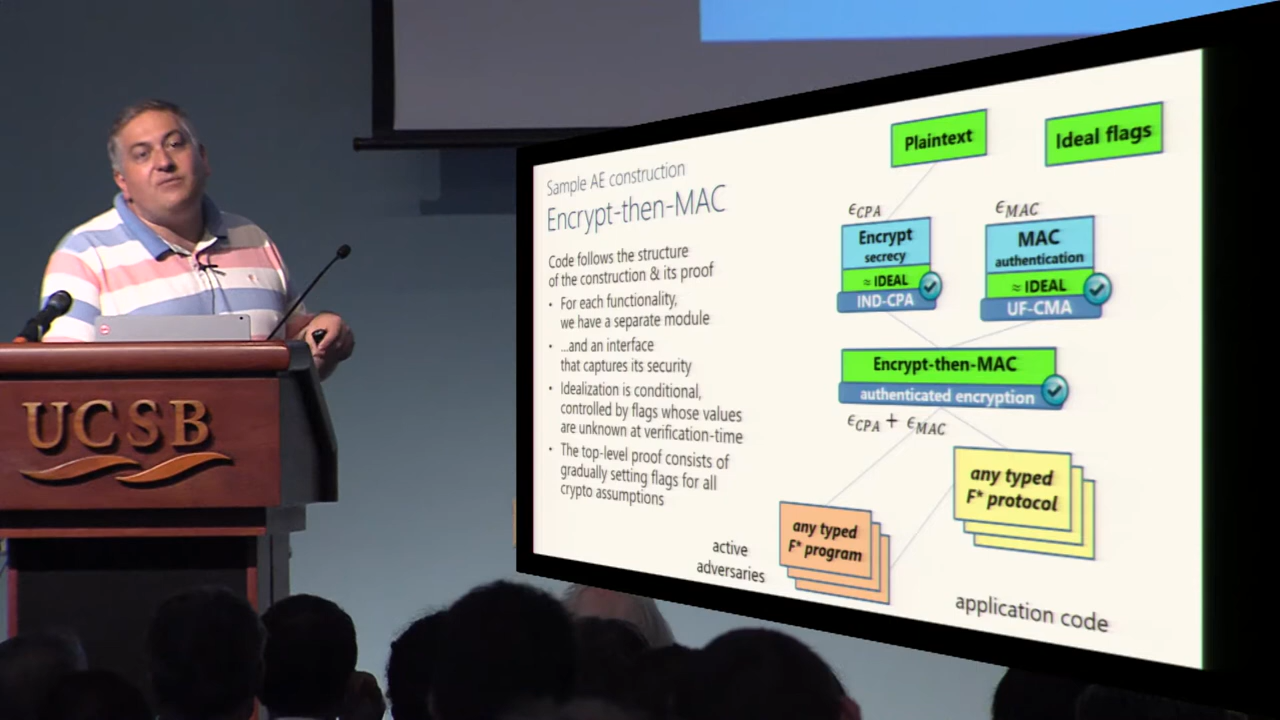 UCSB
Sample AE construction
Encrypt-then-MAC
Code follows the structure
of the construction & its proof
• For each functionality,
we have a separate module
• ...and an interface
that captures its security
• Idealization is conditional,
controlled by flags whose values
are unknown at verification-time
• The top-level proof consists of
gradually setting flags for all
crypto assumptions
Plaintext
Ideal flags
ϵCPA
ϵMAC
Encrypt
secrecy
≈ IDEAL
IND-CPA
MAC
authentication
≈ IDEAL
UF-CMA
Encrypt-then-MAC
authenticated encryption
ϵCPA + ϵMAC
any typed
F* protocol
any typed
F* program
active
adversaries
application code